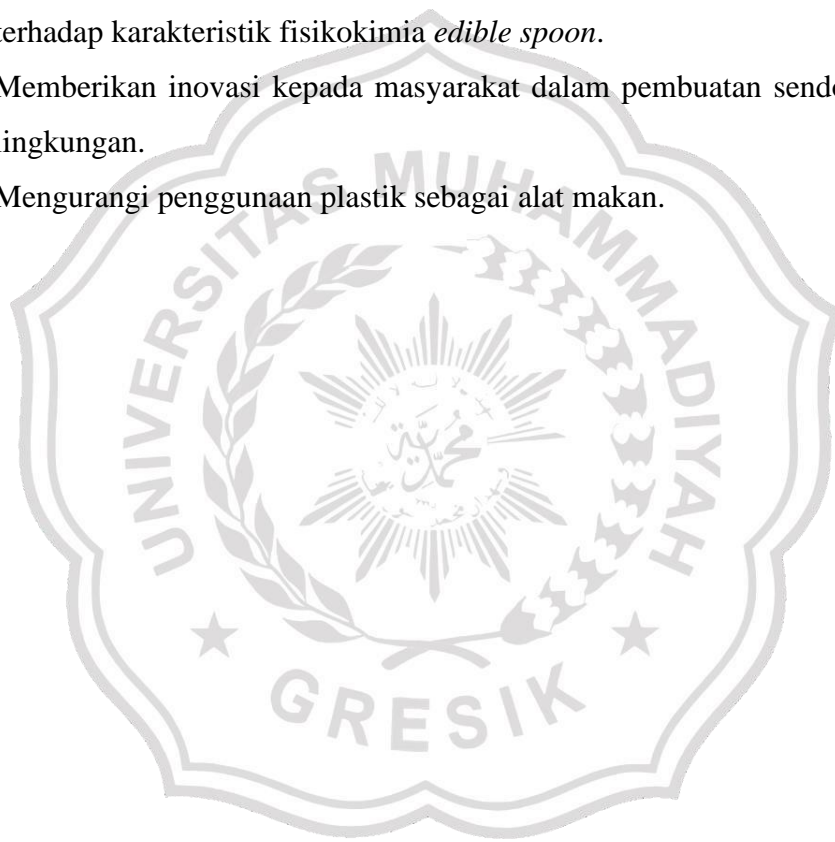 terhadap karakteristik fisikokimia edible spoon.
Memberikan inovasi kepada masyarakat dalam pembuatan sendo
lingkungan.
Mengurangi penggunaan plastik sebagai alat makan.
UNIVERSITAS MUHAMMADIYAH
GRESIK